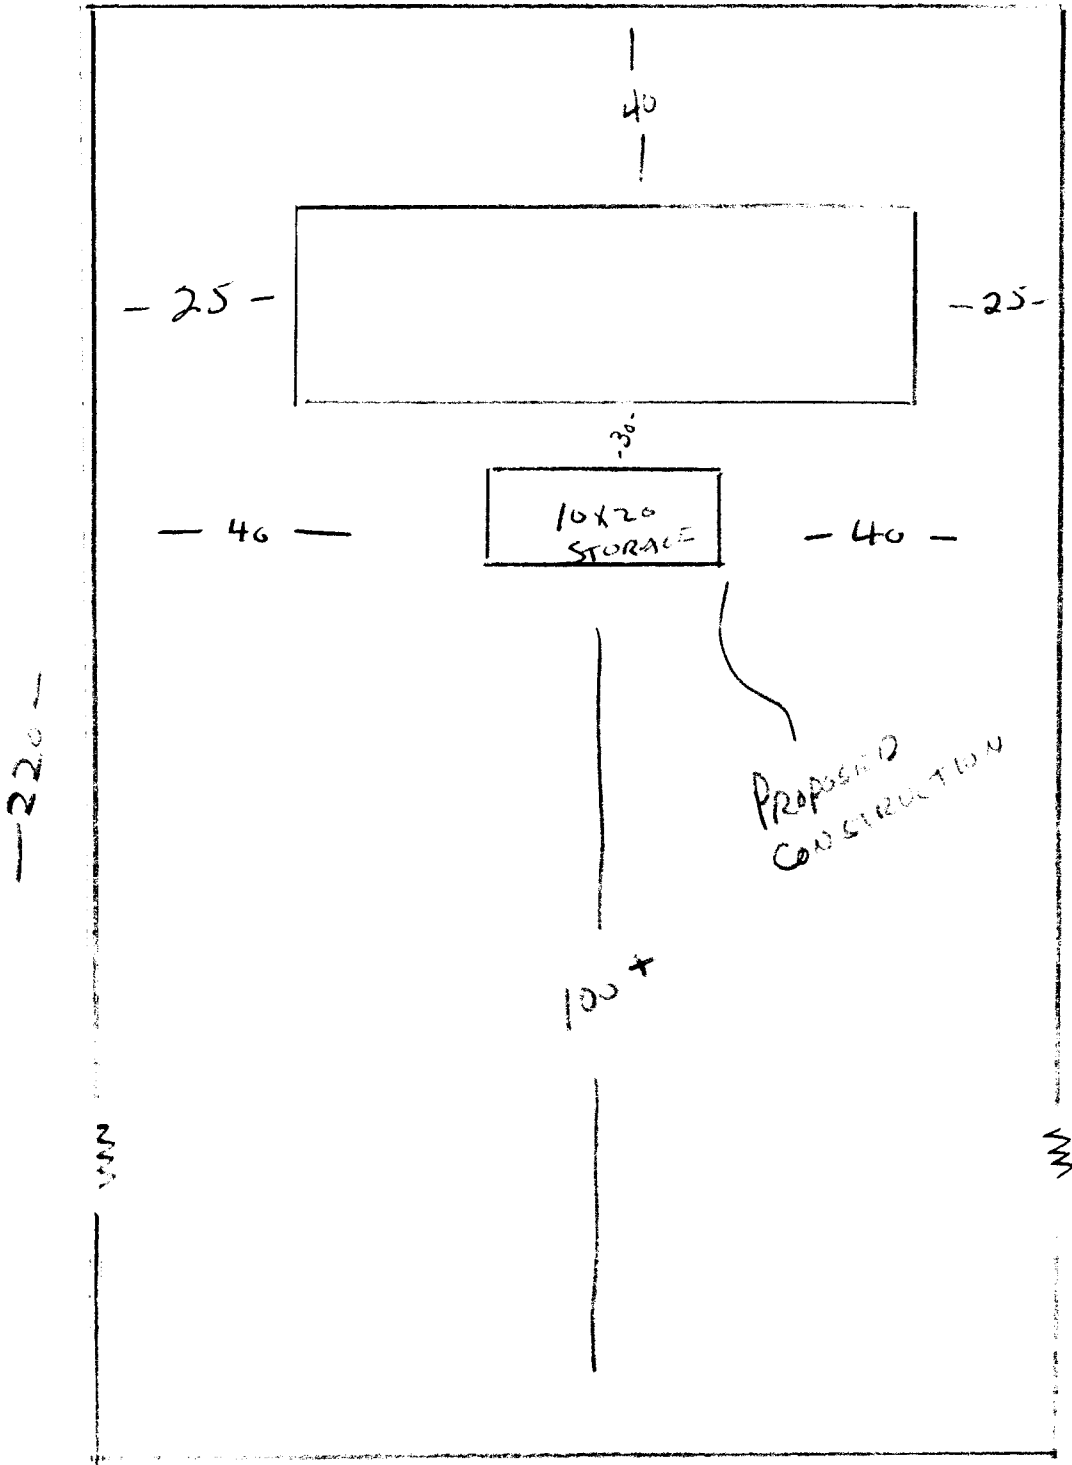 - 40 -
- 25 -
- 25 -
- 30 -
10X20
STORAGE
- 40 -
- 40 -
- 220 -
PROPOSED
CONSTRUCTION
100 +